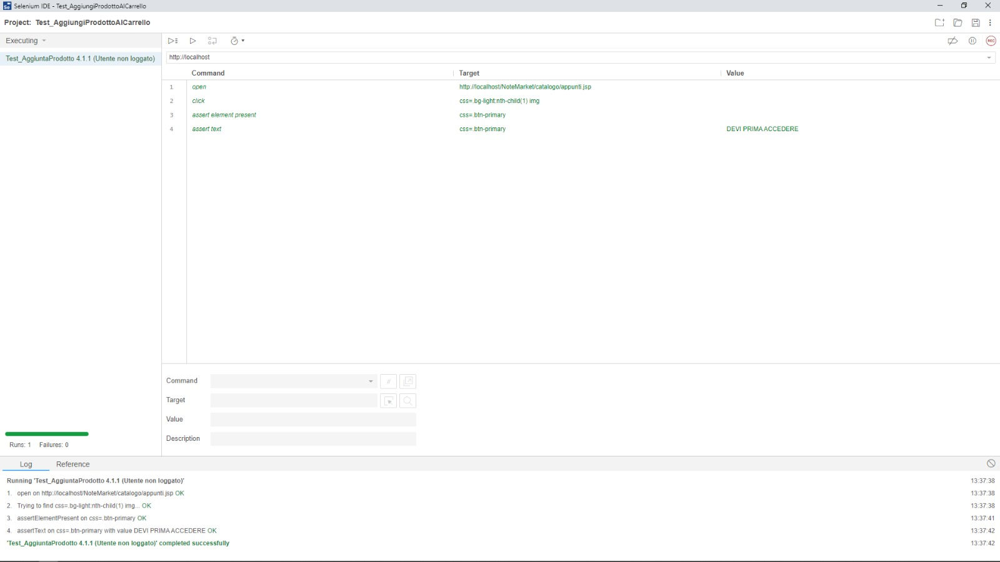 Selenium IDE - Test_AggiungiProdottoAlCarrello
Project: Test_AggiungiProdottoAlCarrello
Executing
REC
Test_AggiuntaProdotto 4.1.1 (Utente non loggato)
http://localhost
Command Target Value
1 open http://localhost/NoteMarket/catalogo/appunti.jsp
2 click css=.bg-light:nth-child(1) img
3 assert element present css=.btn-primary
4 assert text css=.btn-primary DEVI PRIMA ACCEDERE
Command //
Target
Value
Description
Runs: 1 Failures: 0
Log Reference
Running 'Test_AggiuntaProdotto 4.1.1 (Utente non loggato)' 13:37:38
1. open on http://localhost/NoteMarket/catalogo/appunti.jsp OK 13:37:38
2. Trying to find css=.bg-light:nth-child(1) img... OK 13:37:38
3. assertElementPresent on css=.btn-primary OK 13:37:41
4. assertText on css=.btn-primary with value DEVI PRIMA ACCEDERE OK 13:37:42
'Test_AggiuntaProdotto 4.1.1 (Utente non loggato)' completed successfully 13:37:42